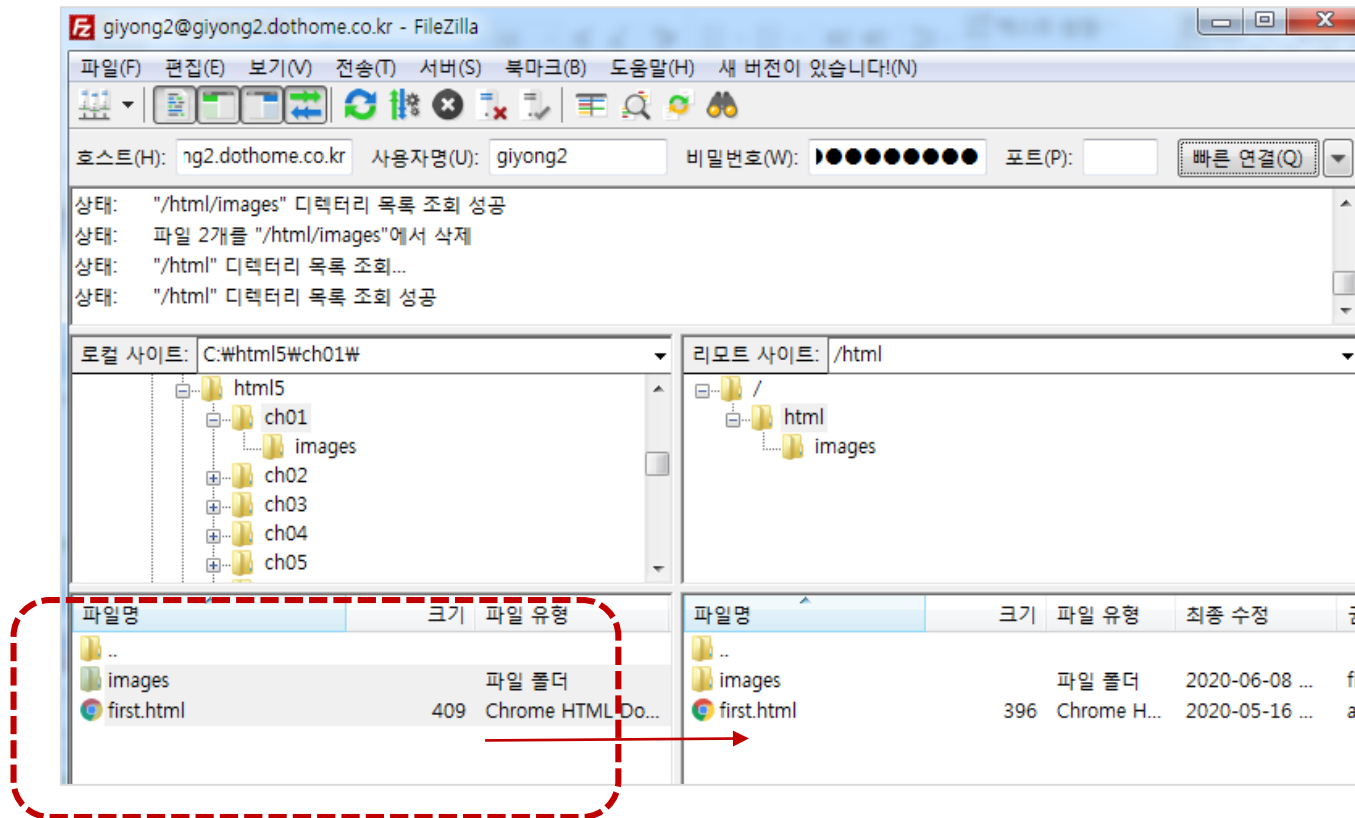 giyong2@giyong2.dothome.co.kr - FileZilla
파일(F) 편집(E) 보기(V) 전송(T) 서버(S) 북마크(B) 도움말(H) 새 버전이 있습니다!(N)
호스트(H): ng2.dothome.co.kr 사용자명(U): giyong2 비밀번호(W): ●●●●●●●●● 포트(P): 빠른 연결(Q)
상태: "/html/images" 디렉터리 목록 조회 성공
상태: 파일 2개를 "/html/images"에서 삭제
상태: "/html" 디렉터리 목록 조회...
상태: "/html" 디렉터리 목록 조회 성공
로컬 사이트: C:₩html5₩ch01₩
html5
ch01
images
ch02
ch03
ch04
ch05
리모트 사이트: /html
/
html
images
파일명 크기 파일 유형
..
images 파일 폴더
first.html 409 Chrome HTML Do...
파일명 크기 파일 유형 최종 수정
..
images 파일 폴더 2020-06-08 ...
first.html 396 Chrome H... 2020-05-16 ...